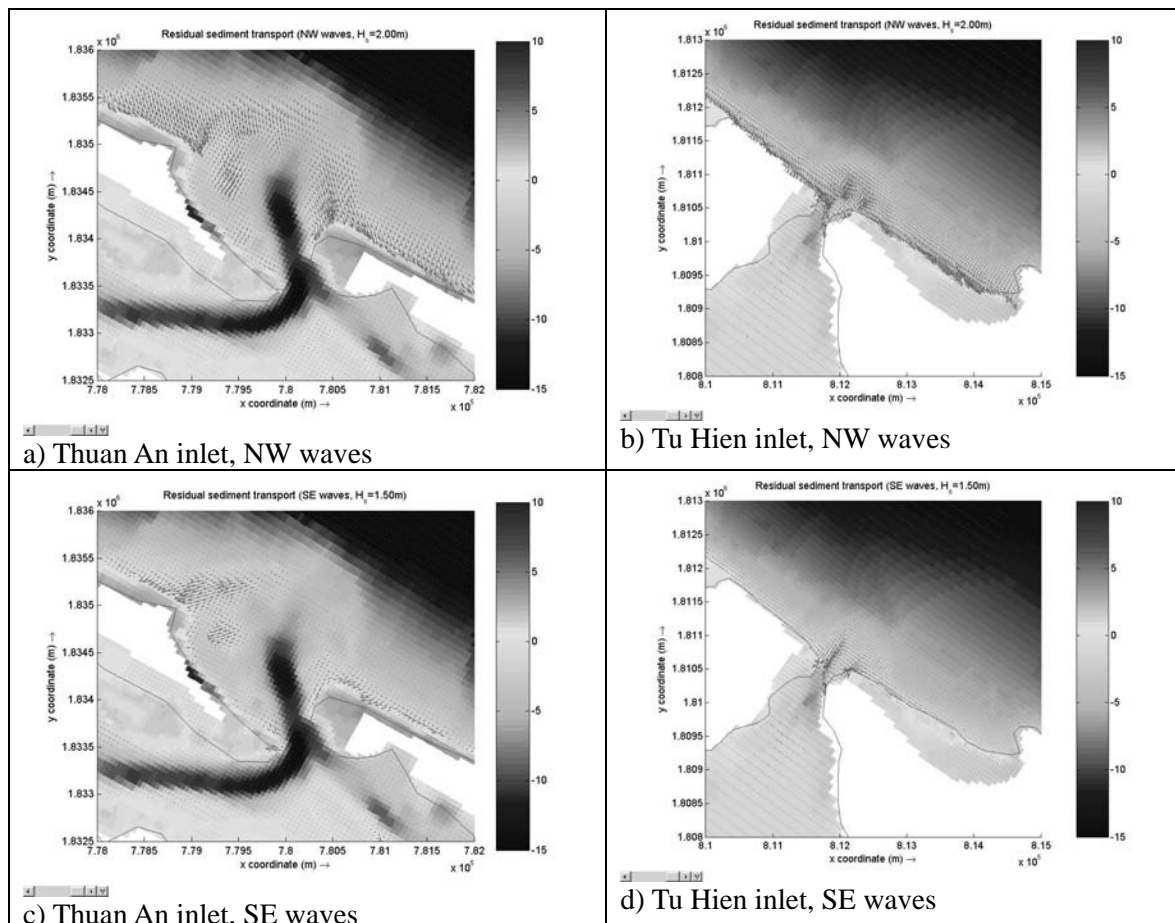 Residual sediment transport (NW waves, Hs=2.00m)
x 10^6
1.836
1.8355
1.835
1.8345
1.834
1.8335
1.833
1.8325
y coordinate (m) →
7.78 7.785 7.79 7.795 7.8 7.805 7.81 7.815 7.82
x coordinate (m) →
x 10^5
10
5
0
-5
-10
-15
a) Thuan An inlet, NW waves
Residual sediment transport (NW waves, Hs=2.00m)
x 10^6
1.813
1.8125
1.812
1.8115
1.811
1.8105
1.81
1.8095
1.809
1.8085
1.808
y coordinate (m) →
8.1 8.11 8.12 8.13 8.14 8.15
x coordinate (m) →
x 10^5
10
5
0
-5
-10
-15
b) Tu Hien inlet, NW waves
Residual sediment transport (SE waves, Hs=1.50m)
x 10^6
1.836
1.8355
1.835
1.8345
1.834
1.8335
1.833
1.8325
y coordinate (m) →
7.78 7.785 7.79 7.795 7.8 7.805 7.81 7.815 7.82
x coordinate (m) →
x 10^5
10
5
0
-5
-10
-15
c) Thuan An inlet, SE waves
Residual sediment transport (SE waves, Hs=1.50m)
x 10^6
1.813
1.8125
1.812
1.8115
1.811
1.8105
1.81
1.8095
1.809
1.8085
1.808
y coordinate (m) →
8.1 8.11 8.12 8.13 8.14 8.15
x coordinate (m) →
x 10^5
10
5
0
-5
-10
-15
d) Tu Hien inlet, SE waves